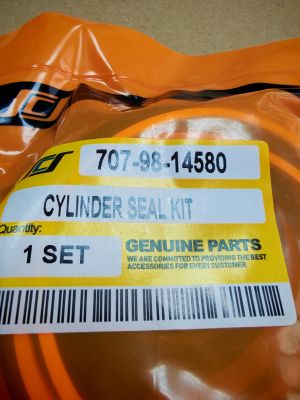 707-98-14580
CYLINDER SEAL KIT
Quantity:
1 SET
GENUINE PARTS
WE ARE COMMITTED TO PROVIDING THE BEST
ACCESSORIES FOR EVERY CUSTOMER